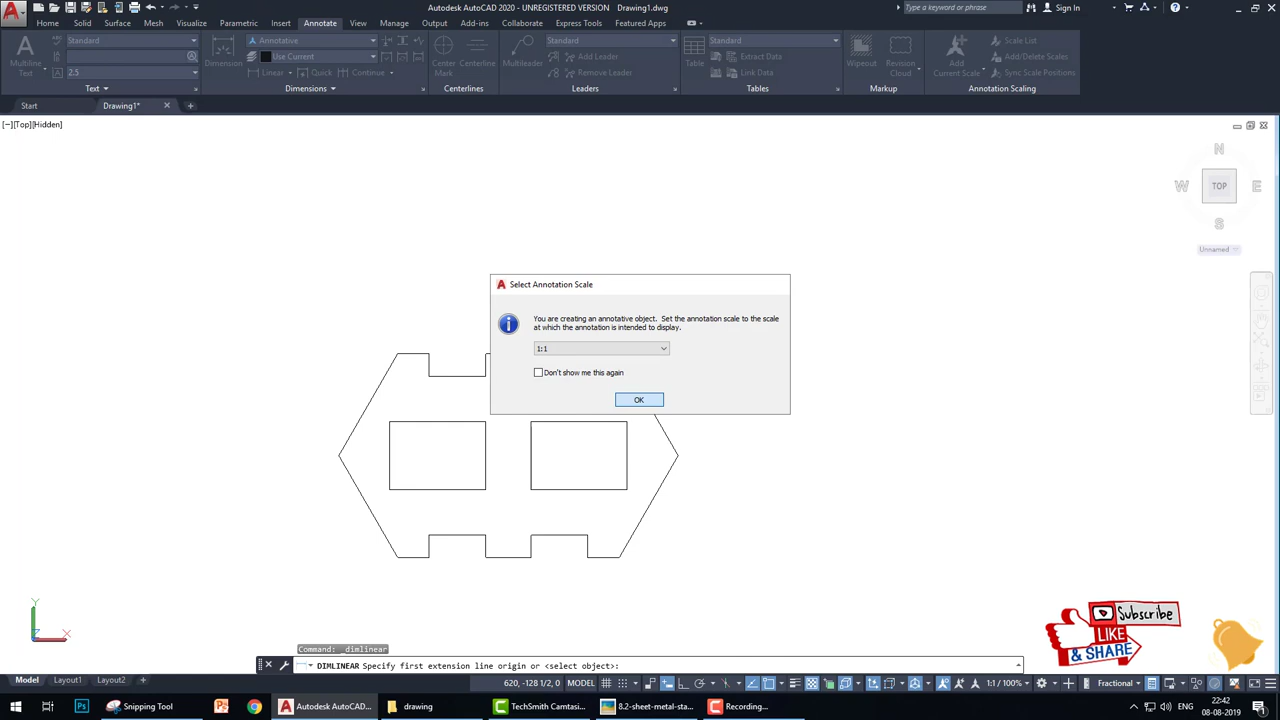 Autodesk AutoCAD 2020 - UNREGISTERED VERSION Drawing1.dwg
Type a keyword or phrase
Sign In
Home Solid Surface Mesh Visualize Parametric Insert Annotate View Manage Output Add-ins Collaborate Express Tools Featured Apps
Standard
Annotative
Standard
Standard
Scale List
Use Current
Add Leader
Extract Data
Add/Delete Scales
Multiline Text
2.5
Dimension
Linear
Quick
Continue
Center Mark
Centerline
Multileader
Remove Leader
Table
Link Data
Wipeout
Revision Cloud
Add Current Scale
Sync Scale Positions
Text
Dimensions
Centerlines
Leaders
Tables
Markup
Annotation Scaling
Start
Drawing1*
[−][Top][Hidden]
N
W
TOP
E
S
Unnamed
Select Annotation Scale
You are creating an annotative object. Set the annotation scale to the scale
at which the annotation is intended to display.
1:1
Don't show me this again
OK
Y
X
Subscribe
LIKE
& SHARE
Command: _dimlinear
DIMLINEAR Specify first extension line origin or <select object>:
Model Layout1 Layout2
620, -128 1/2, 0 MODEL
1:1 / 100%
Fractional
Snipping Tool
Autodesk AutoCAD...
drawing
TechSmith Camtasi...
8.2-sheet-metal-sta...
Recording...
ENG
22:42
08-08-2019